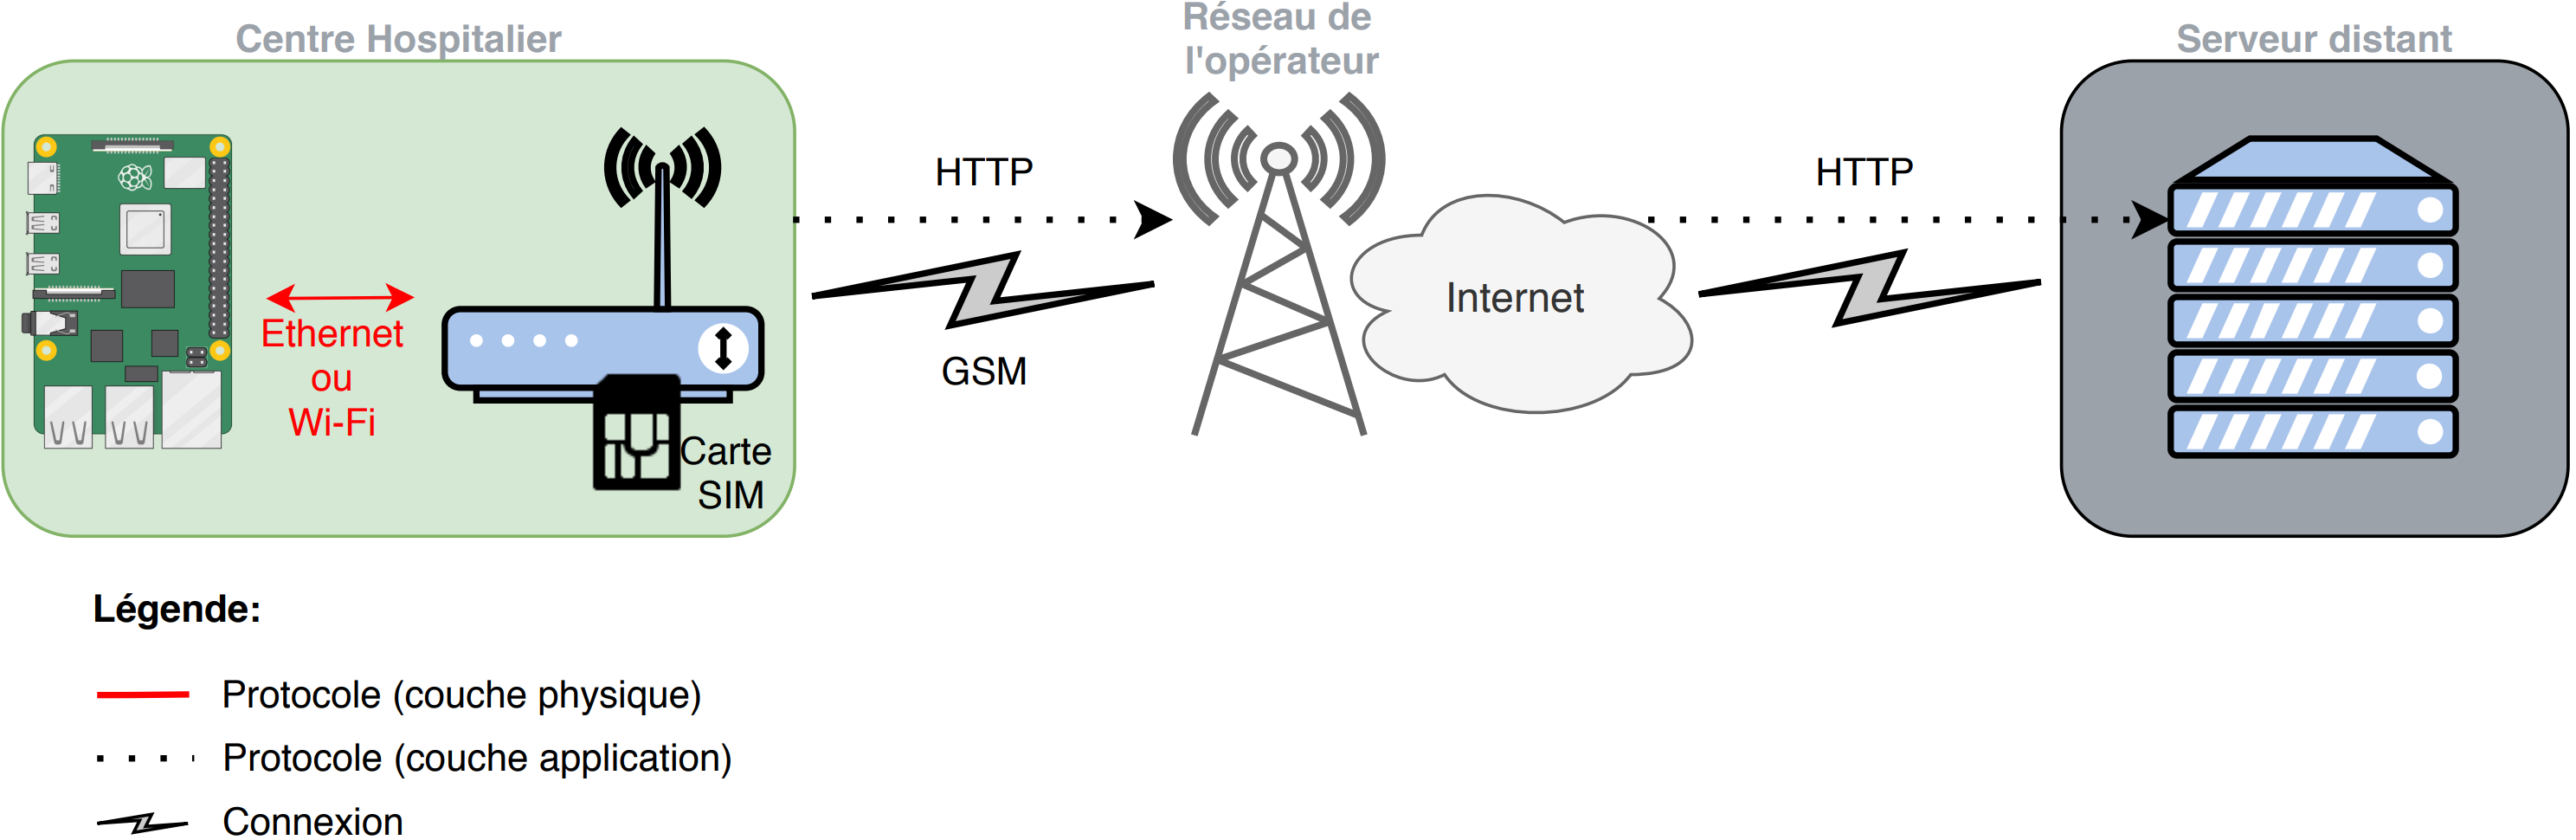 Centre Hospitalier
Réseau de
l'opérateur
Serveur distant
HTTP
HTTP
Internet
Ethernet
ou
Wi-Fi
GSM
Carte
SIM
Légende:
Protocole (couche physique)
Protocole (couche application)
Connexion